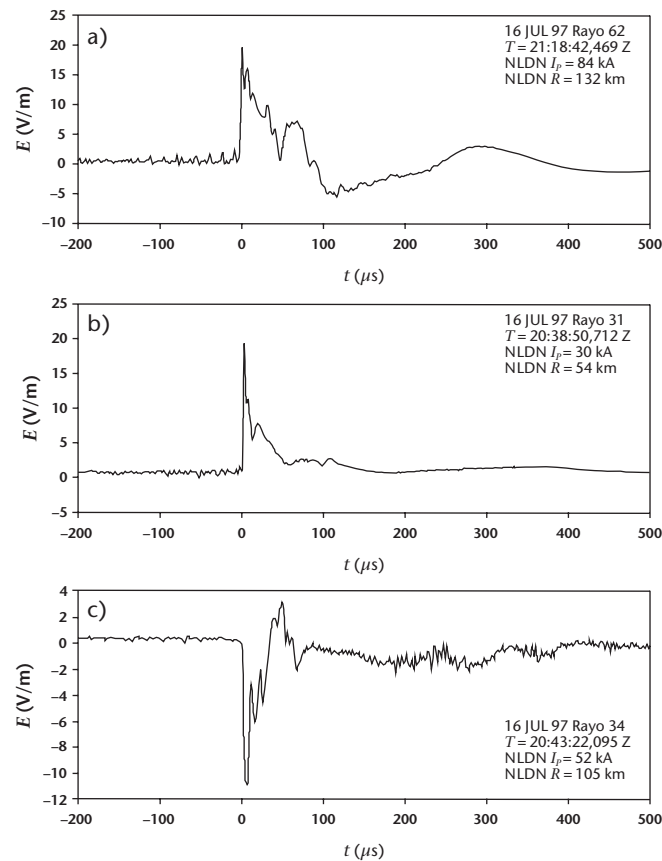 a)
16 JUL 97 Rayo 62
T = 21:18:42,469 Z
NLDN I_P = 84 kA
NLDN R = 132 km
E (V/m)
25
20
15
10
5
0
−5
−10
−200 −100 0 100 200 300 400 500
t (µs)
b)
16 JUL 97 Rayo 31
T = 20:38:50,712 Z
NLDN I_P = 30 kA
NLDN R = 54 km
E (V/m)
25
20
15
10
5
0
−5
−200 −100 0 100 200 300 400 500
t (µs)
c)
E (V/m)
4
2
0
−2
−4
−6
−8
−10
−12
16 JUL 97 Rayo 34
T = 20:43:22,095 Z
NLDN I_P = 52 kA
NLDN R = 105 km
−200 −100 0 100 200 300 400 500
t (µs)